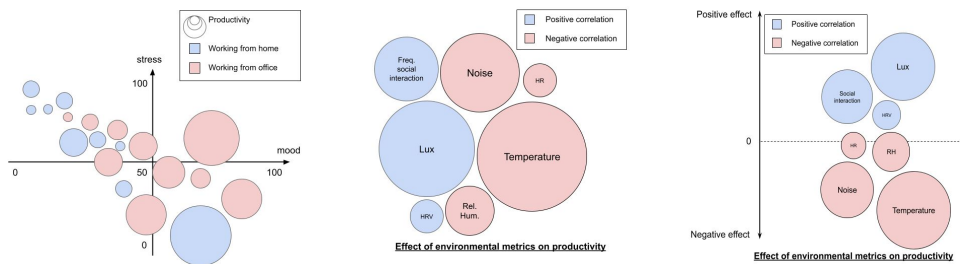 Productivity
Working from home
Working from office
stress
100
mood
0
50
100
0
Positive correlation
Negative correlation
Freq.
social
interaction
Noise
HR
Lux
Temperature
HRV
Rel.
Hum.
Effect of environmental metrics on productivity
Positive effect
Positive correlation
Negative correlation
Lux
Social
interaction
HRV
0
HR
RH
Noise
Temperature
Negative effect
Effect of environmental metrics on productivity